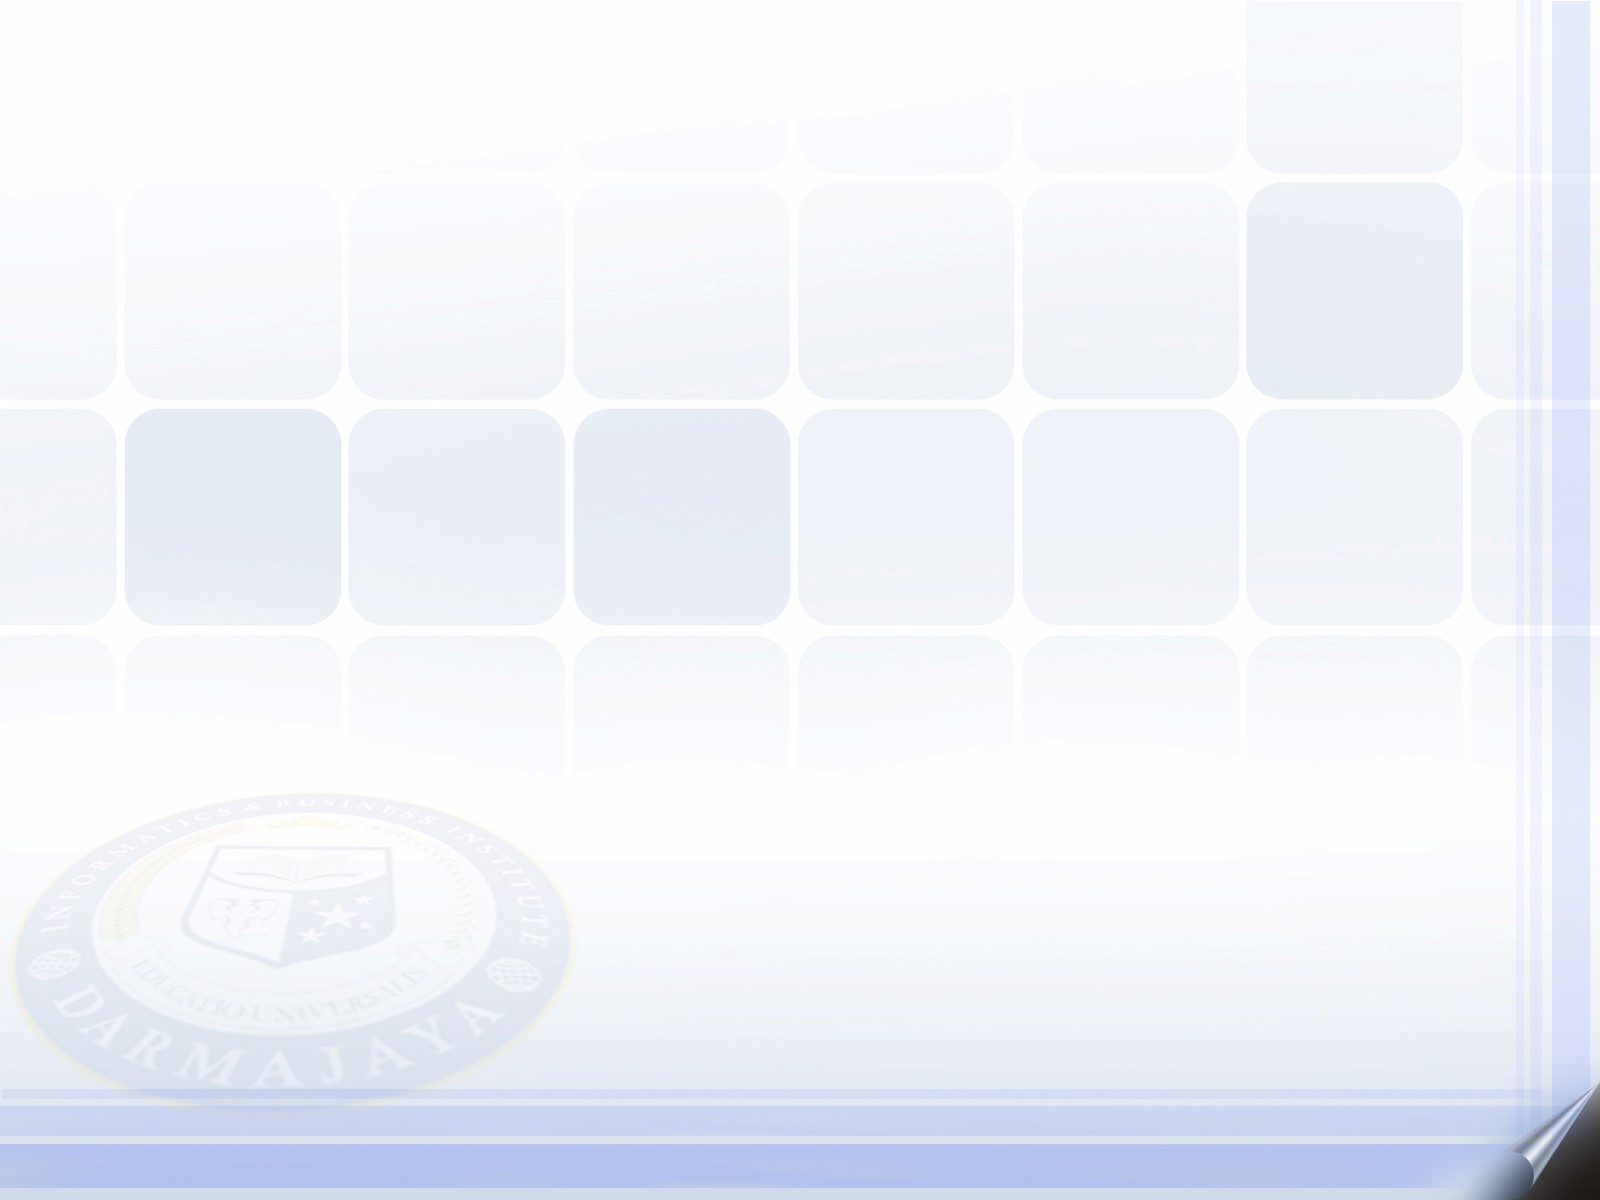 INFORMATICS & BUSINESS INSTITUTE
EDUCATIO UNIVERSALIS
DARMAJAYA